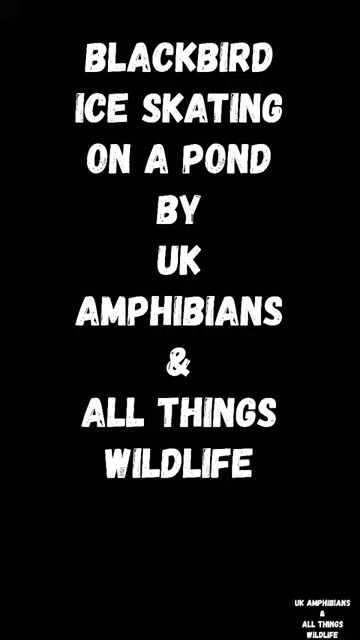 BLACKBIRD
ICE SKATING
ON A POND
BY
UK
AMPHIBIANS
&
ALL THINGS
WILDLIFE
UK AMPHIBIANS
&
ALL THINGS
WILDLIFE